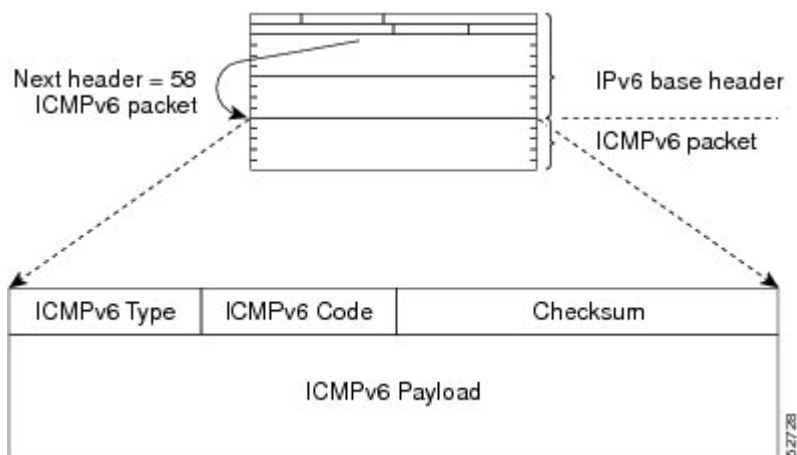 Next header = 58
ICMPv6 packet
IPv6 base header
ICMPv6 packet
ICMPv6 Type
ICMPv6 Code
Checksum
ICMPv6 Payload
52728